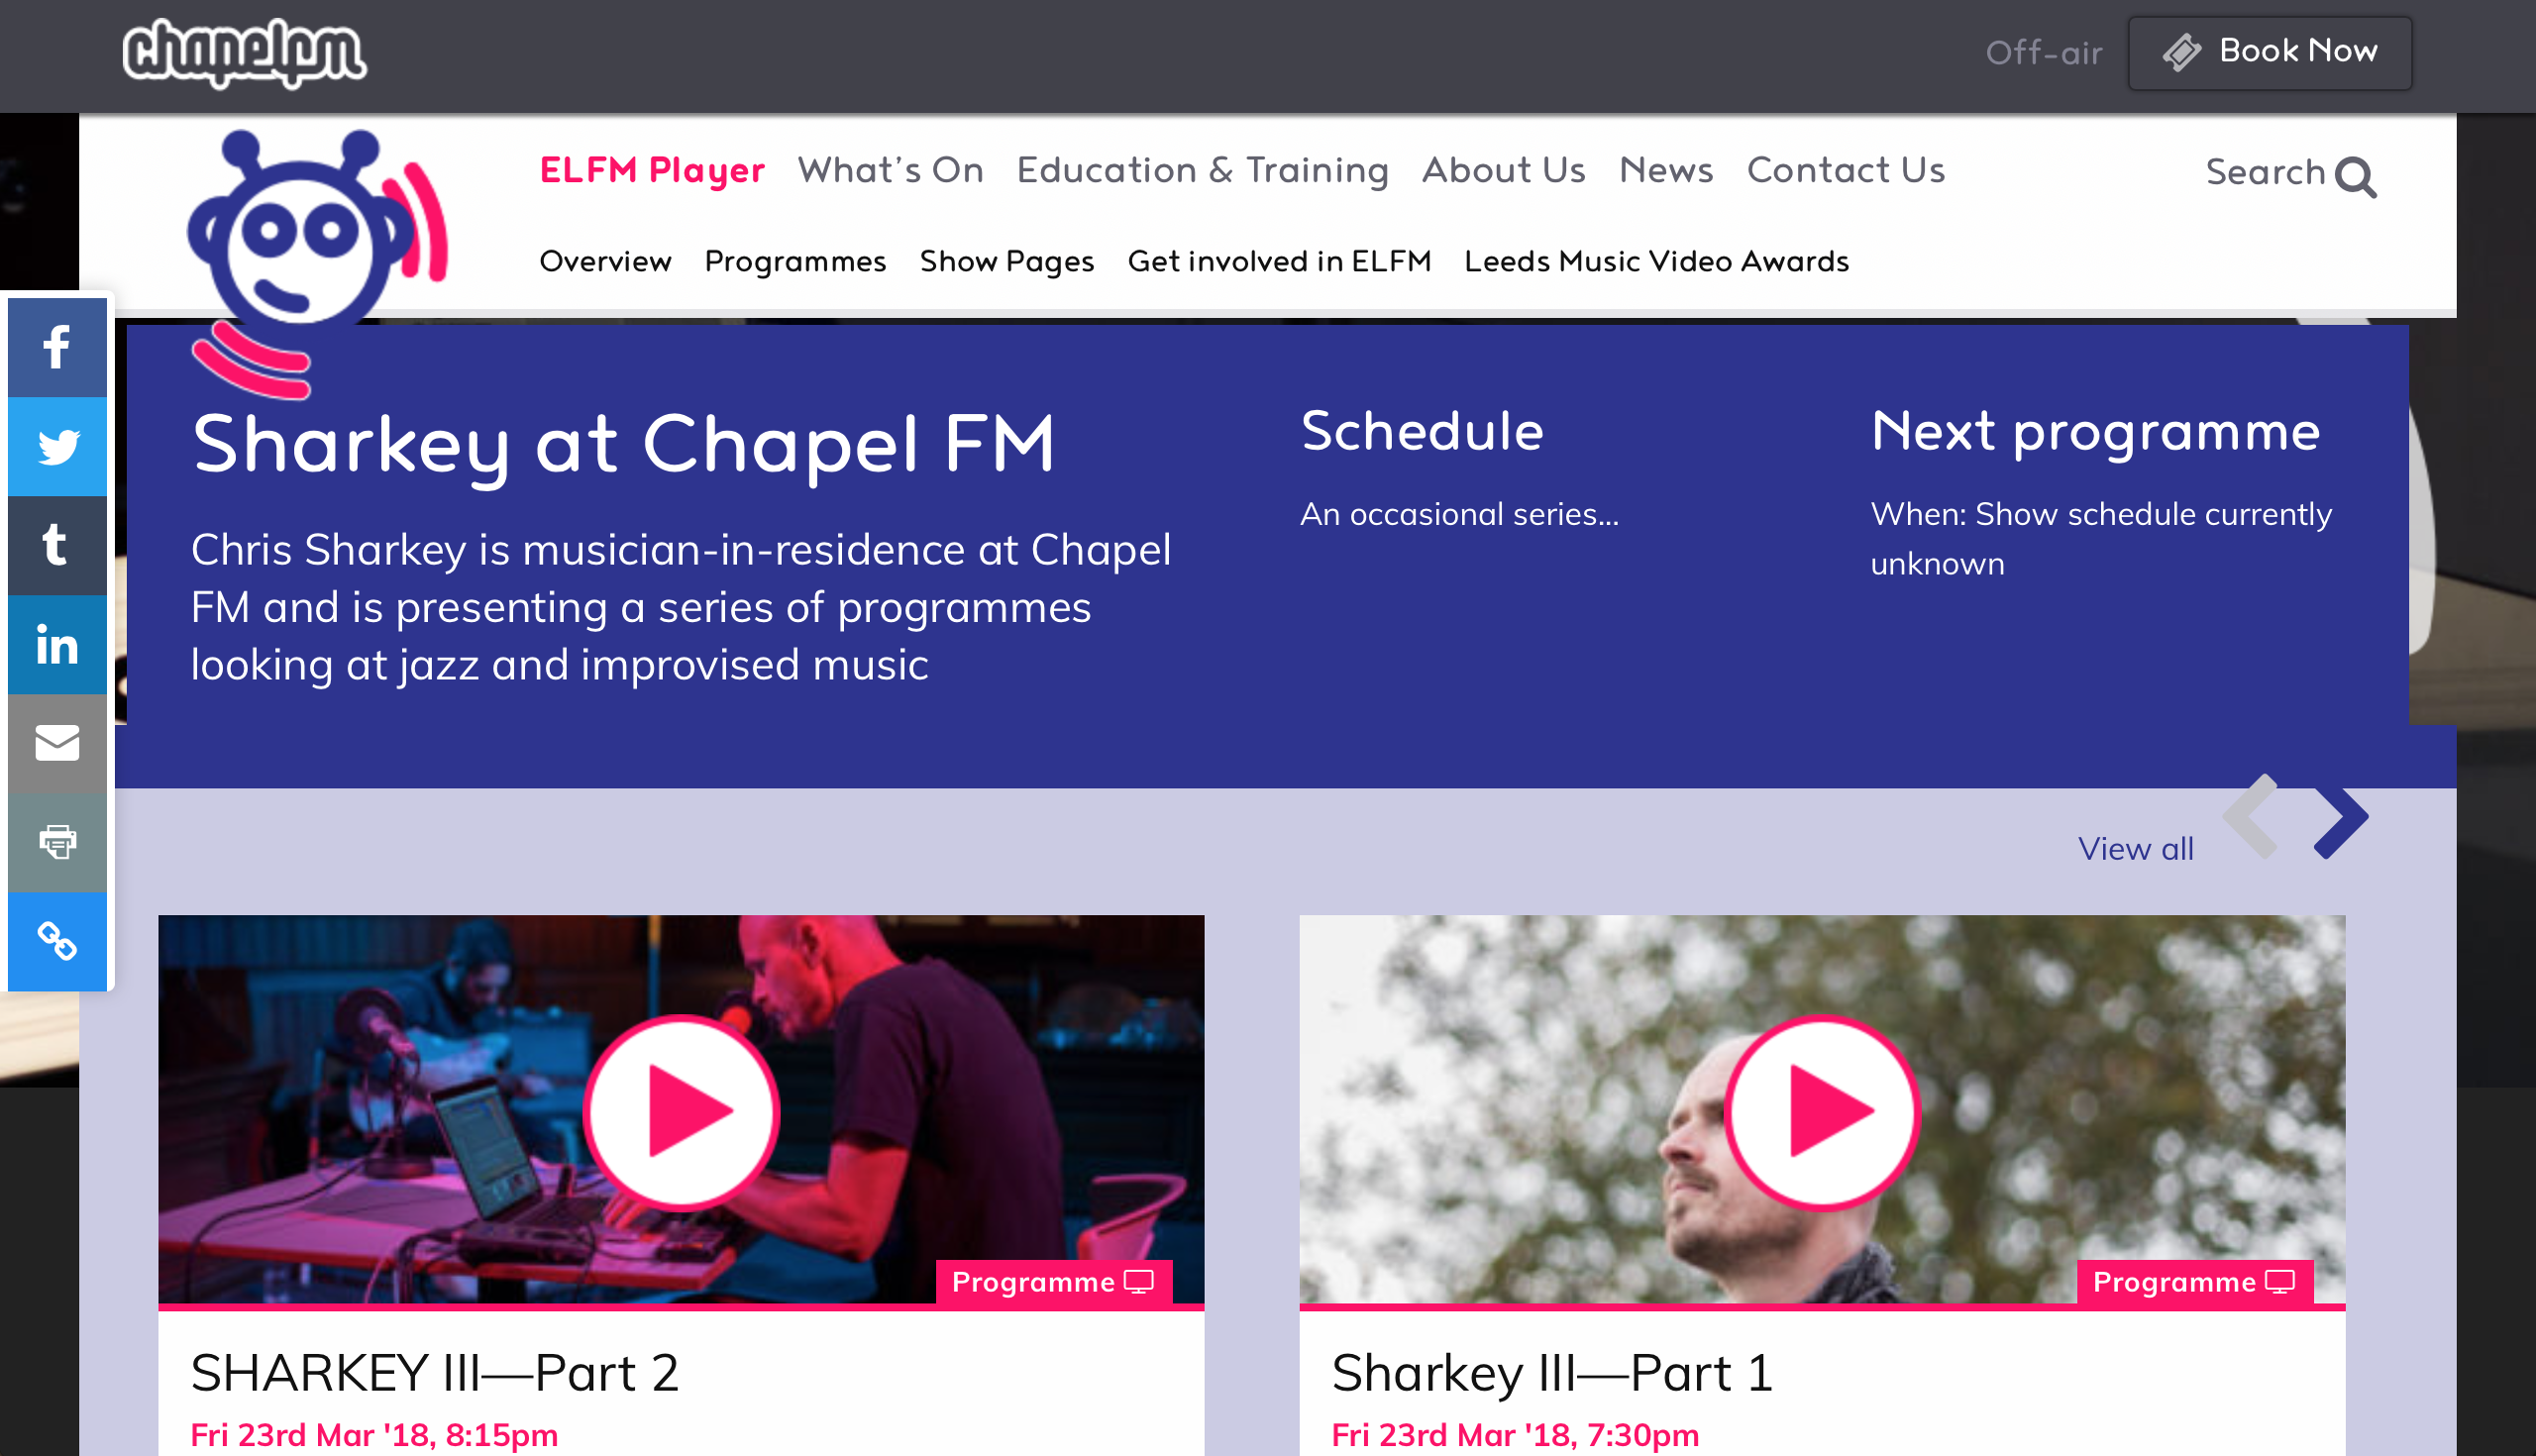 chapelfm
Off-air
Book Now
ELFM Player What's On Education & Training About Us News Contact Us
Search
Overview Programmes Show Pages Get involved in ELFM Leeds Music Video Awards
Sharkey at Chapel FM
Chris Sharkey is musician-in-residence at Chapel
FM and is presenting a series of programmes
looking at jazz and improvised music
Schedule
An occasional series...
Next programme
When: Show schedule currently
unknown
View all
Programme
SHARKEY III—Part 2
Fri 23rd Mar '18, 8:15pm
Programme
Sharkey III—Part 1
Fri 23rd Mar '18, 7:30pm